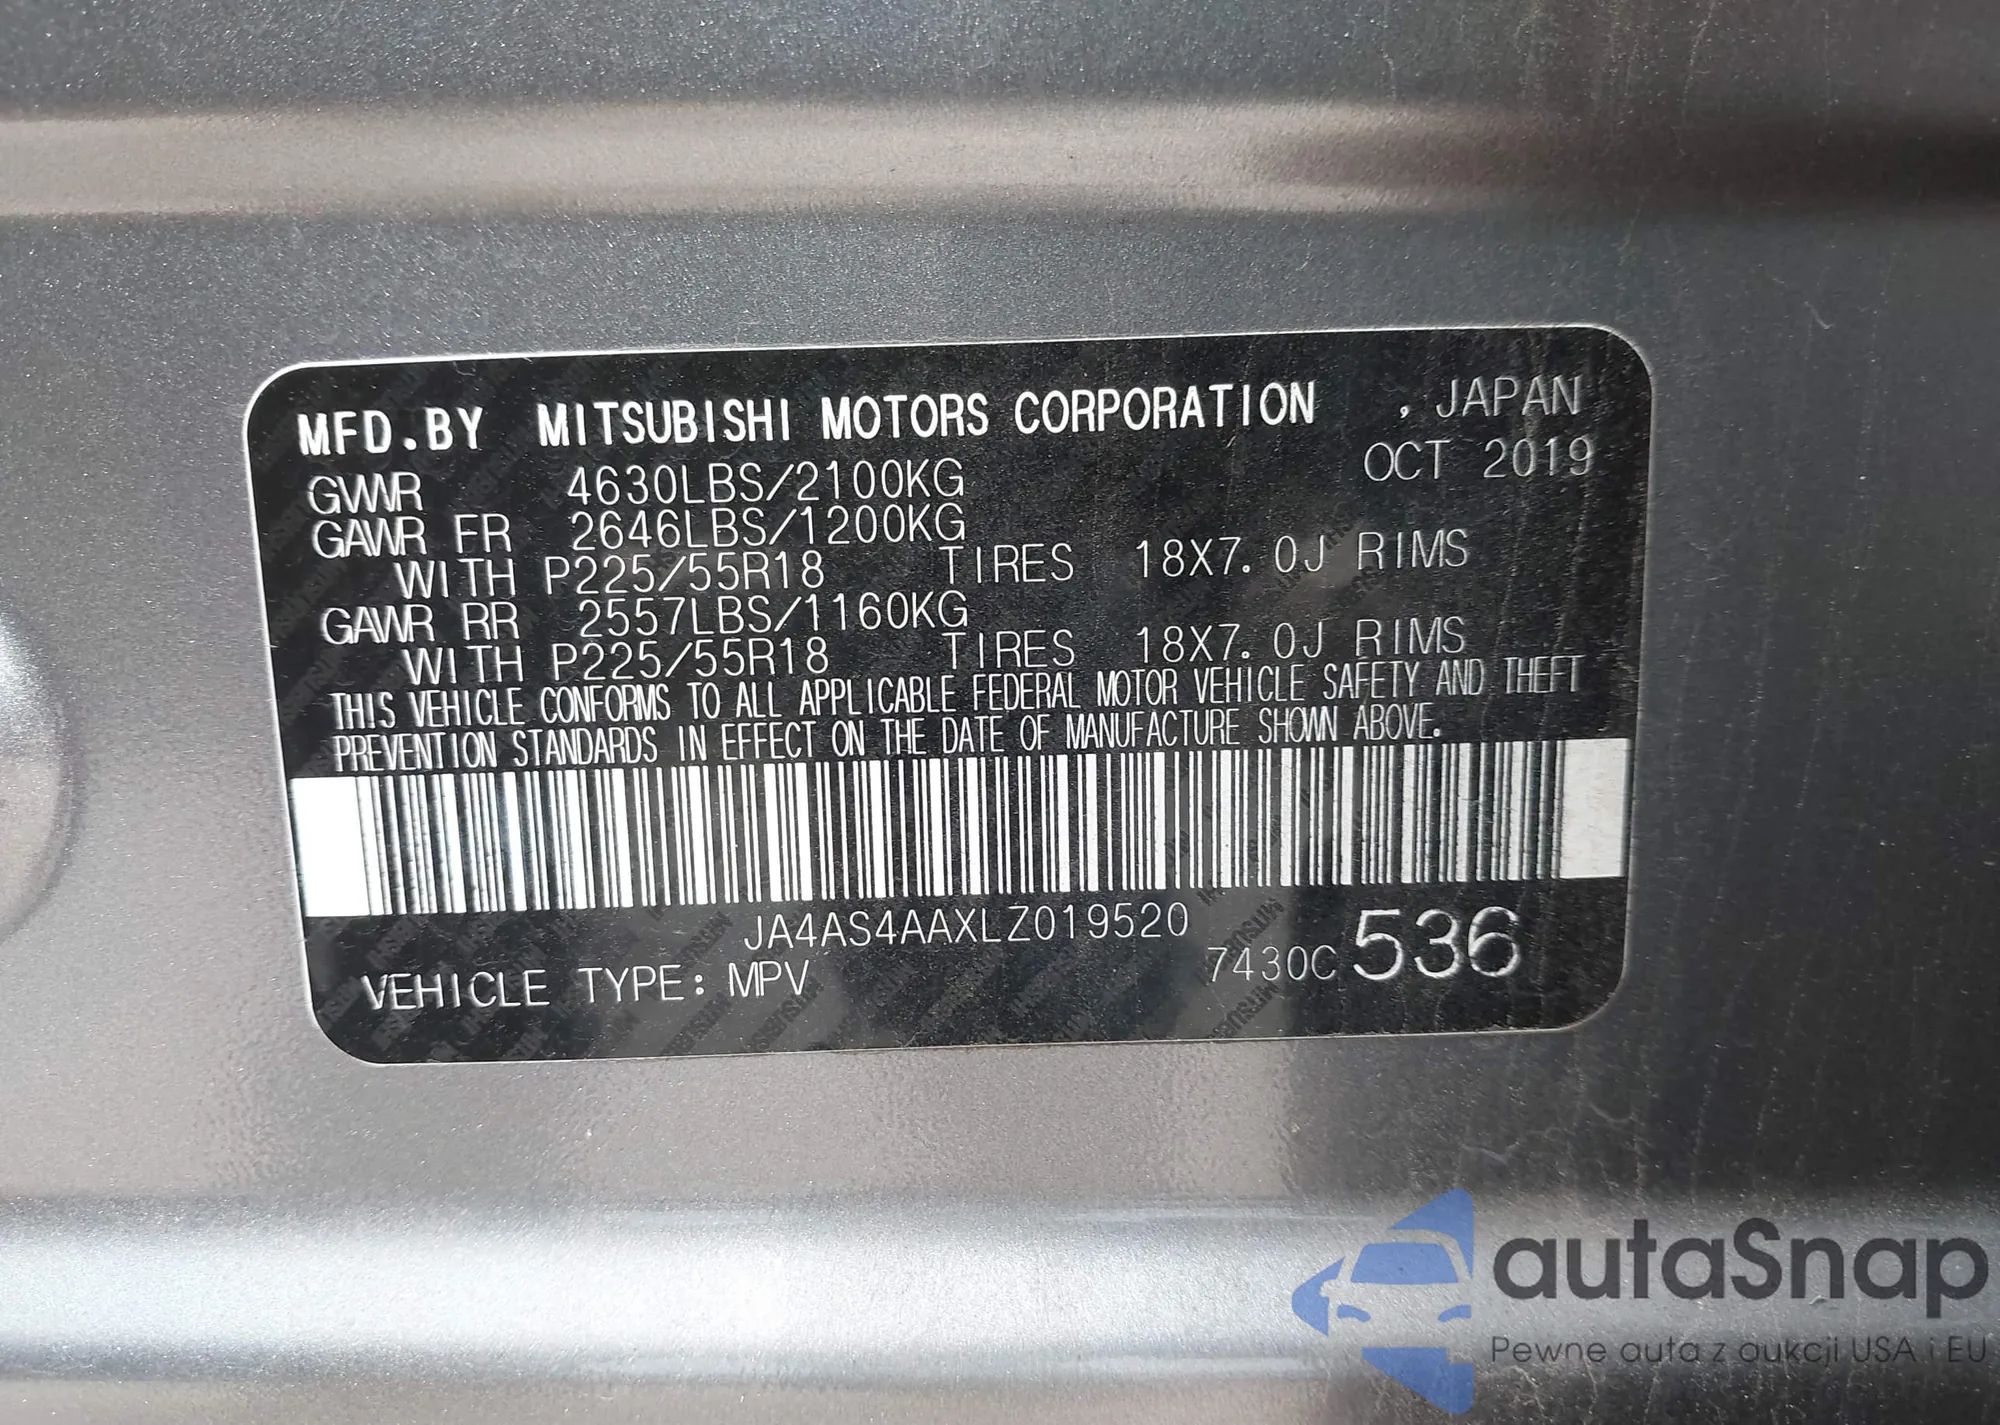 MFD.BY MITSUBISHI MOTORS CORPORATION , JAPAN
OCT 2019
GVWR 4630LBS/2100KG
GAWR FR 2646LBS/1200KG
WITH P225/55R18 TIRES 18X7.0J RIMS
GAWR RR 2557LBS/1160KG
WITH P225/55R18 TIRES 18X7.0J RIMS
THIS VEHICLE CONFORMS TO ALL APPLICABLE FEDERAL MOTOR VEHICLE SAFETY AND THEFT
PREVENTION STANDARDS IN EFFECT ON THE DATE OF MANUFACTURE SHOWN ABOVE.
JA4AS4AAXLZ019520
VEHICLE TYPE: MPV 7430C 536
autaSnap
Pewne auta z aukcji USA i EU